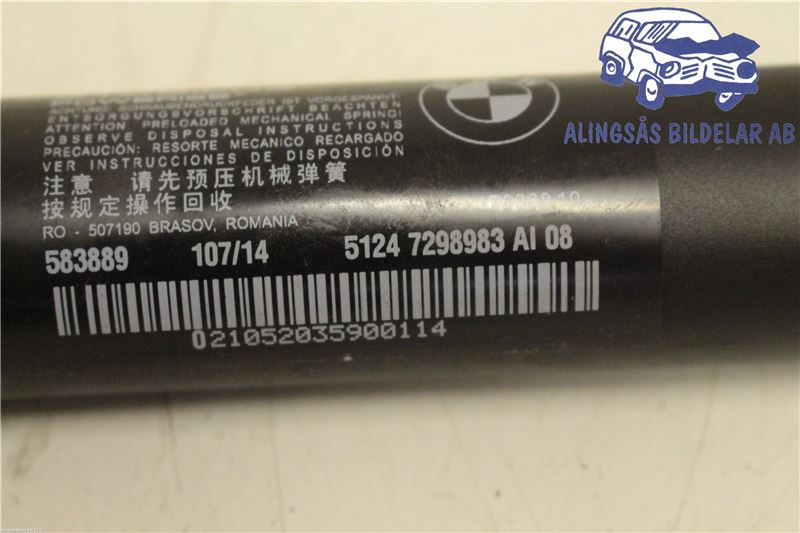 ALINGSÅS BILDELAR AB
ACHTUNG: SCHRAUBENDRUCKFEDER IST VORGESPANNT
ENTSORGUNGSVORSCHRIFT BEACHTEN
ATTENTION: PRELOADED MECHANICAL SPRING!
OBSERVE DISPOSAL INSTRUCTIONS
PRECAUCIÓN: RESORTE MECANICO RECARGADO
VER INSTRUCCIONES DE DISPOSICIÓN
注意 请先预压机械弹簧
按规定操作回收
RO - 507190 BRASOV, ROMANIA
583889 107/14 5124 7298983 AI 08
021052035900114